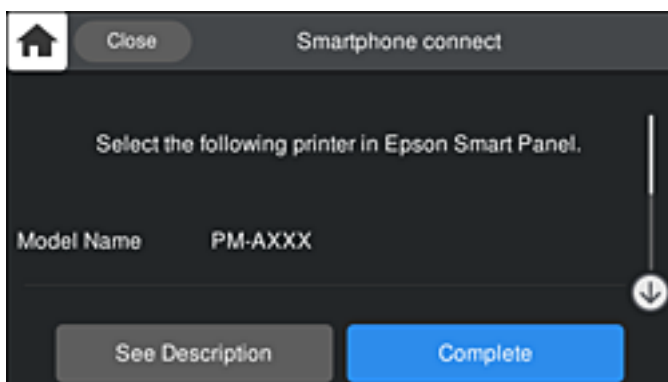 Close
Smartphone connect
Select the following printer in Epson Smart Panel.
Model Name PM-AXXX
See Description
Complete